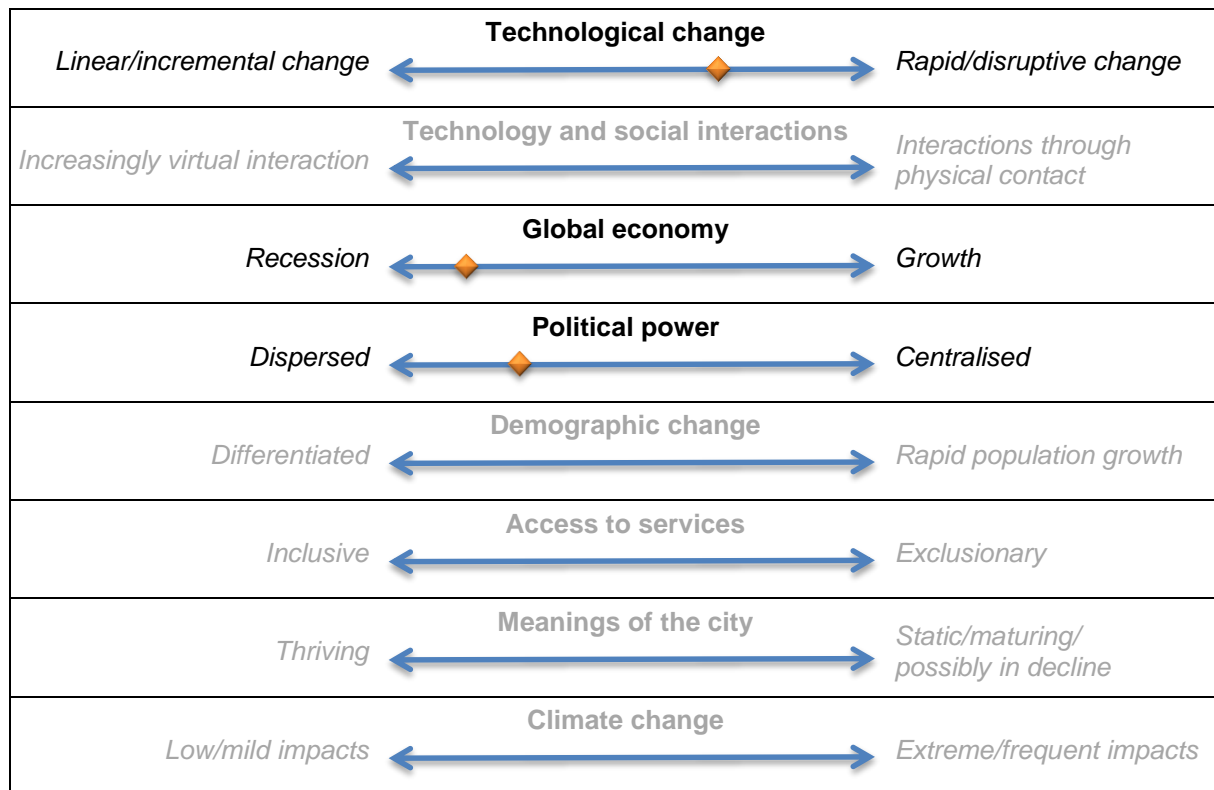 Technological change
Linear/incremental change
Rapid/disruptive change
Technology and social interactions
Increasingly virtual interaction
Interactions through
physical contact
Global economy
Recession
Growth
Political power
Dispersed
Centralised
Demographic change
Differentiated
Rapid population growth
Access to services
Inclusive
Exclusionary
Meanings of the city
Thriving
Static/maturing/
possibly in decline
Climate change
Low/mild impacts
Extreme/frequent impacts